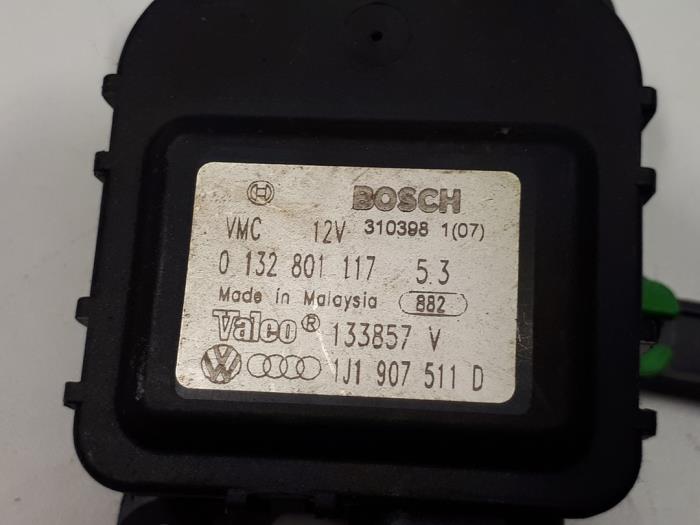 BOSCH
VMC 12V 310398 1(07)
0 132 801 117 5.3
Made in Malaysia 882
Valeo® 133857 V
1J1 907 511 D